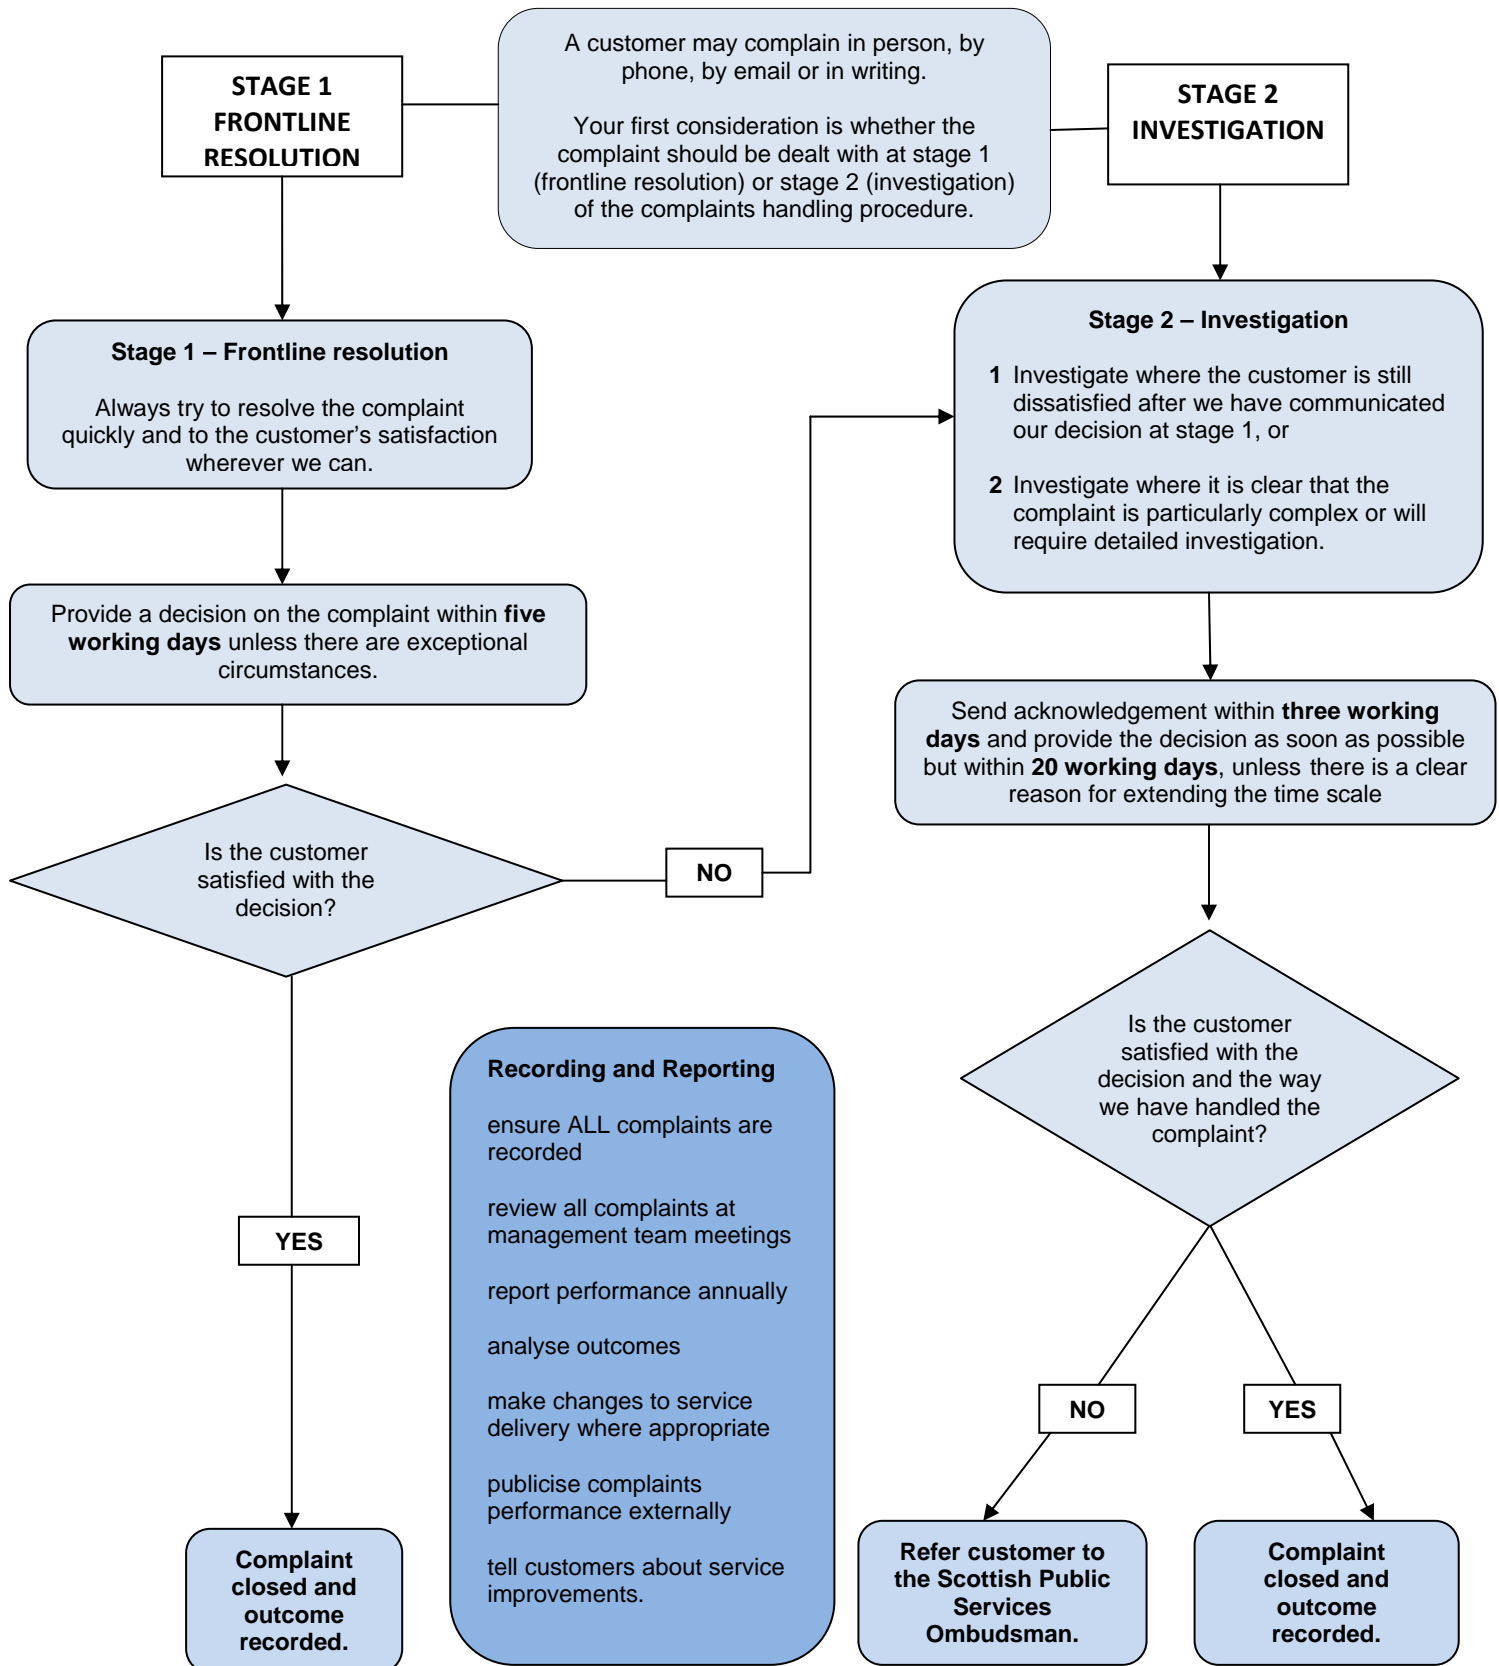 A customer may complain in person, by
phone, by email or in writing.
Your first consideration is whether the
complaint should be dealt with at stage 1
(frontline resolution) or stage 2 (investigation)
of the complaints handling procedure.
STAGE 1
FRONTLINE
RESOLUTION
STAGE 2
INVESTIGATION
Stage 1 – Frontline resolution
Always try to resolve the complaint
quickly and to the customer's satisfaction
wherever we can.
Provide a decision on the complaint within five
working days unless there are exceptional
circumstances.
Is the customer
satisfied with the
decision?
NO
YES
Complaint
closed and
outcome
recorded.
Stage 2 – Investigation
1 Investigate where the customer is still
dissatisfied after we have communicated
our decision at stage 1, or
2 Investigate where it is clear that the
complaint is particularly complex or will
require detailed investigation.
Send acknowledgement within three working
days and provide the decision as soon as possible
but within 20 working days, unless there is a clear
reason for extending the time scale
Is the customer
satisfied with the
decision and the way
we have handled the
complaint?
NO
YES
Refer customer to
the Scottish Public
Services
Ombudsman.
Complaint
closed and
outcome
recorded.
Recording and Reporting
ensure ALL complaints are
recorded
review all complaints at
management team meetings
report performance annually
analyse outcomes
make changes to service
delivery where appropriate
publicise complaints
performance externally
tell customers about service
improvements.